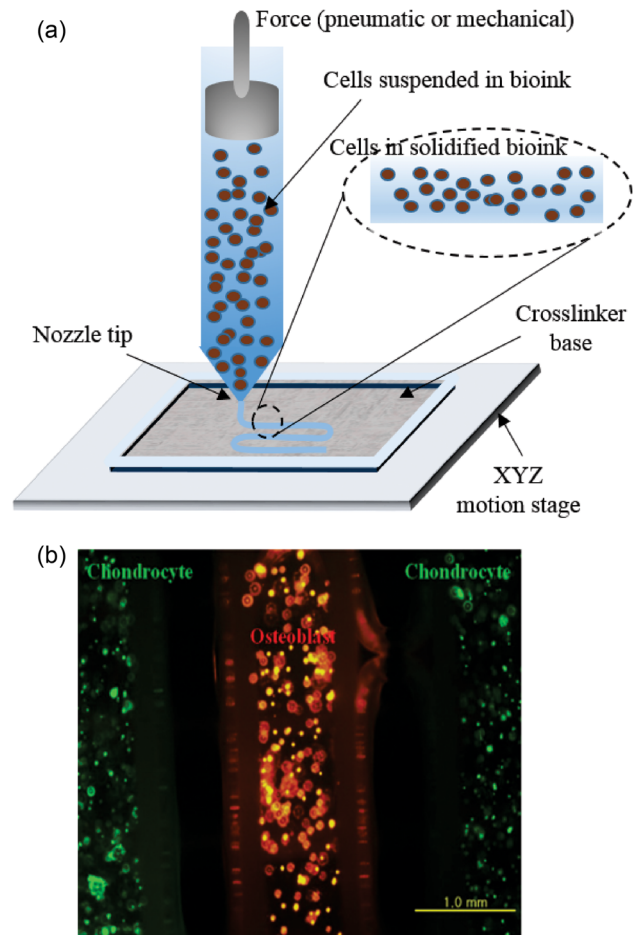 (a)
Force (pneumatic or mechanical)
Cells suspended in bioink
Cells in solidified bioink
Nozzle tip
Crosslinker
base
XYZ
motion stage
(b)
Chondrocyte
Chondrocyte
Osteoblast
1.0 mm